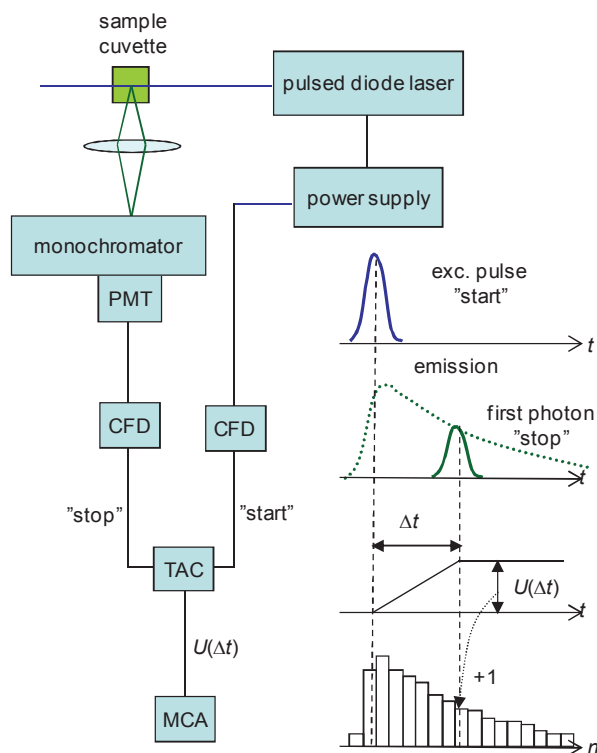 sample
cuvette
pulsed diode laser
power supply
monochromator
PMT
CFD
CFD
"stop"
"start"
TAC
U(Δt)
MCA
exc. pulse
"start"
t
emission
first photon
"stop"
t
Δt
U(Δt)
t
+1
n